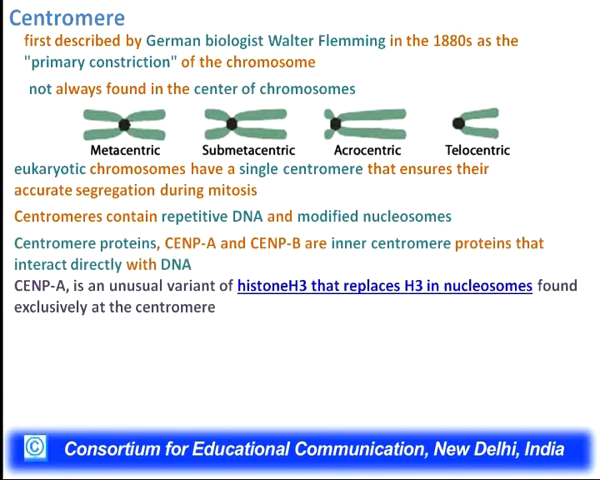 Centromere
first described by German biologist Walter Flemming in the 1880s as the
"primary constriction" of the chromosome
not always found in the center of chromosomes
Metacentric Submetacentric Acrocentric Telocentric
eukaryotic chromosomes have a single centromere that ensures their
accurate segregation during mitosis
Centromeres contain repetitive DNA and modified nucleosomes
Centromere proteins, CENP-A and CENP-B are inner centromere proteins that
interact directly with DNA
CENP-A, is an unusual variant of histoneH3 that replaces H3 in nucleosomes found
exclusively at the centromere
© Consortium for Educational Communication, New Delhi, India